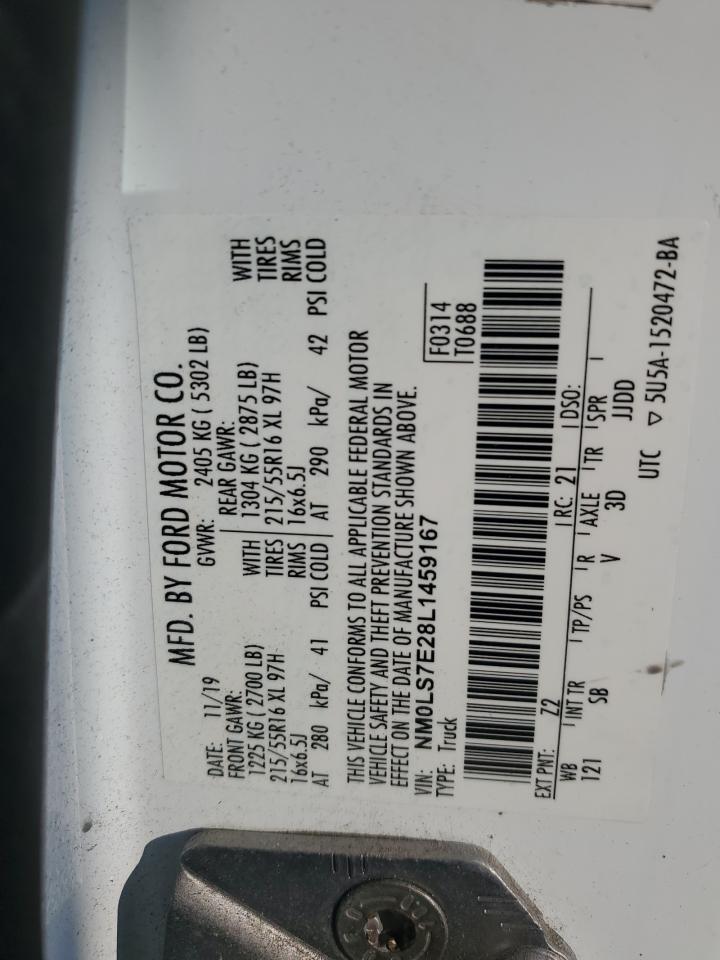 MFD. BY FORD MOTOR CO.
DATE: 11/19 GVWR: 2405 KG ( 5302 LB)
FRONT GAWR: REAR GAWR:
1225 KG ( 2700 LB) WITH 1304 KG ( 2875 LB) WITH
215/55R16 XL 97H TIRES 215/55R16 XL 97H TIRES
16x6.5J RIMS 16x6.5J RIMS
AT 280 kPa/ 41 PSI COLD AT 290 kPa/ 42 PSI COLD
THIS VEHICLE CONFORMS TO ALL APPLICABLE FEDERAL MOTOR
VEHICLE SAFETY AND THEFT PREVENTION STANDARDS IN
EFFECT ON THE DATE OF MANUFACTURE SHOWN ABOVE.
VIN: NM0LS7E28L1459167 F0314
TYPE: Truck T0688
EXT PNT: Z2 RC: 21 DSO:
WB INT TR TP/PS R AXLE TR SPR
121 SB V 3D JJDD
UTC ▽ 5U5A-1520472-BA